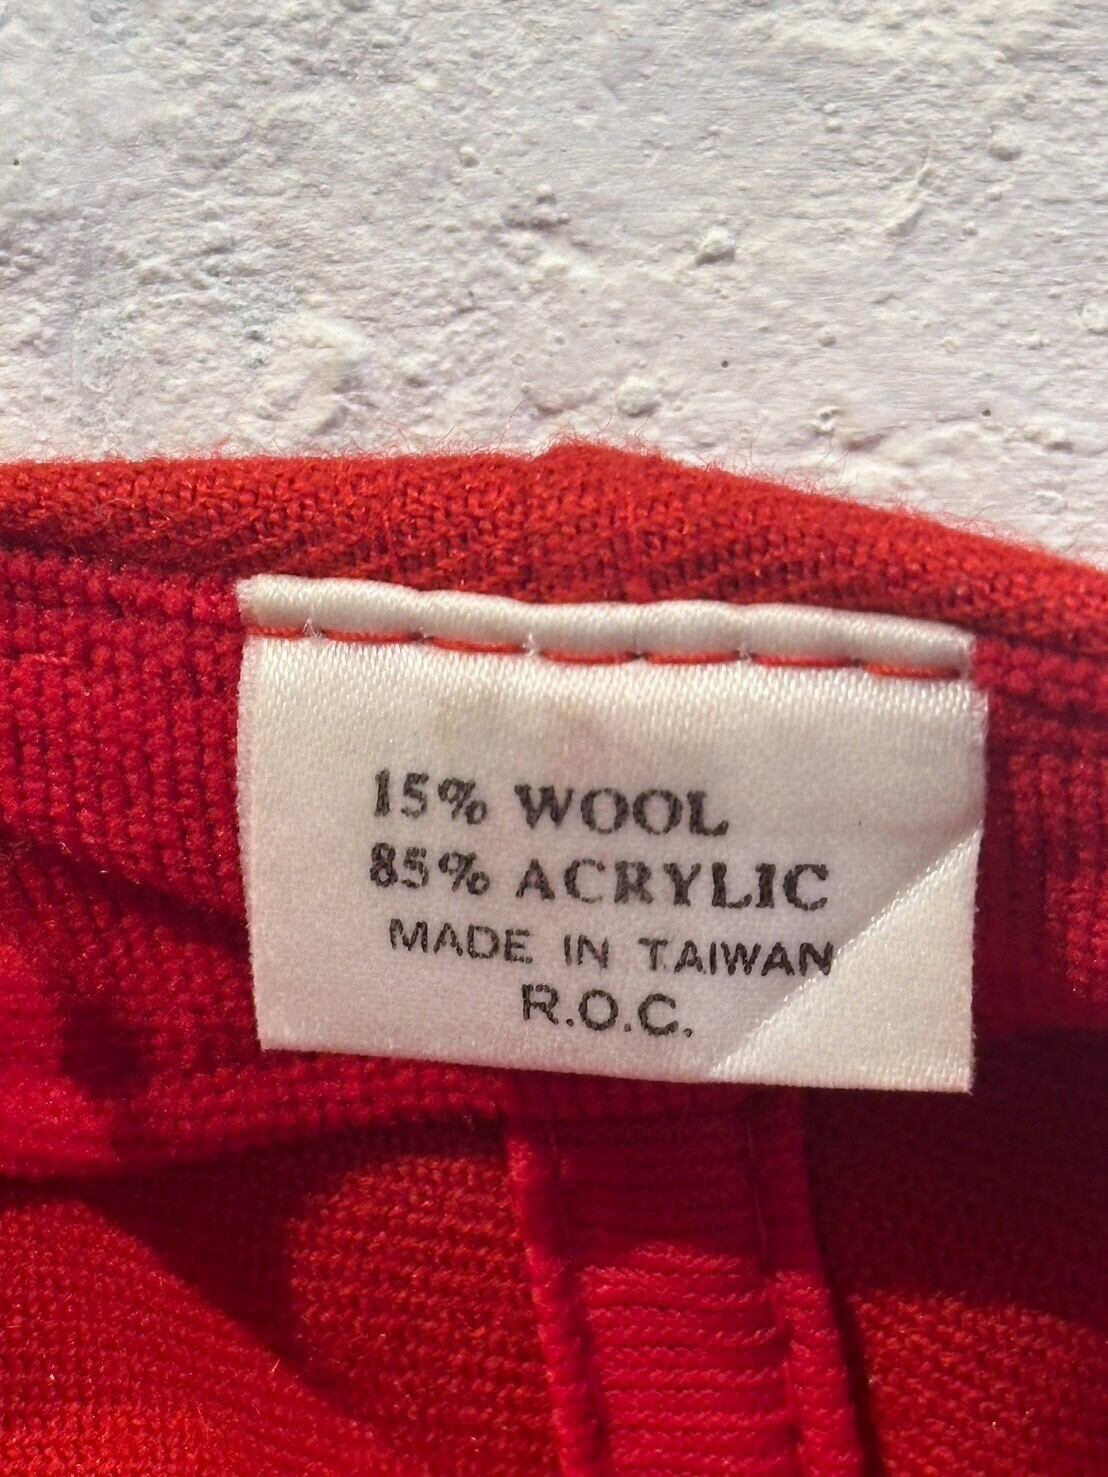 15% WOOL
85% ACRYLIC
MADE IN TAIWAN
R.O.C.